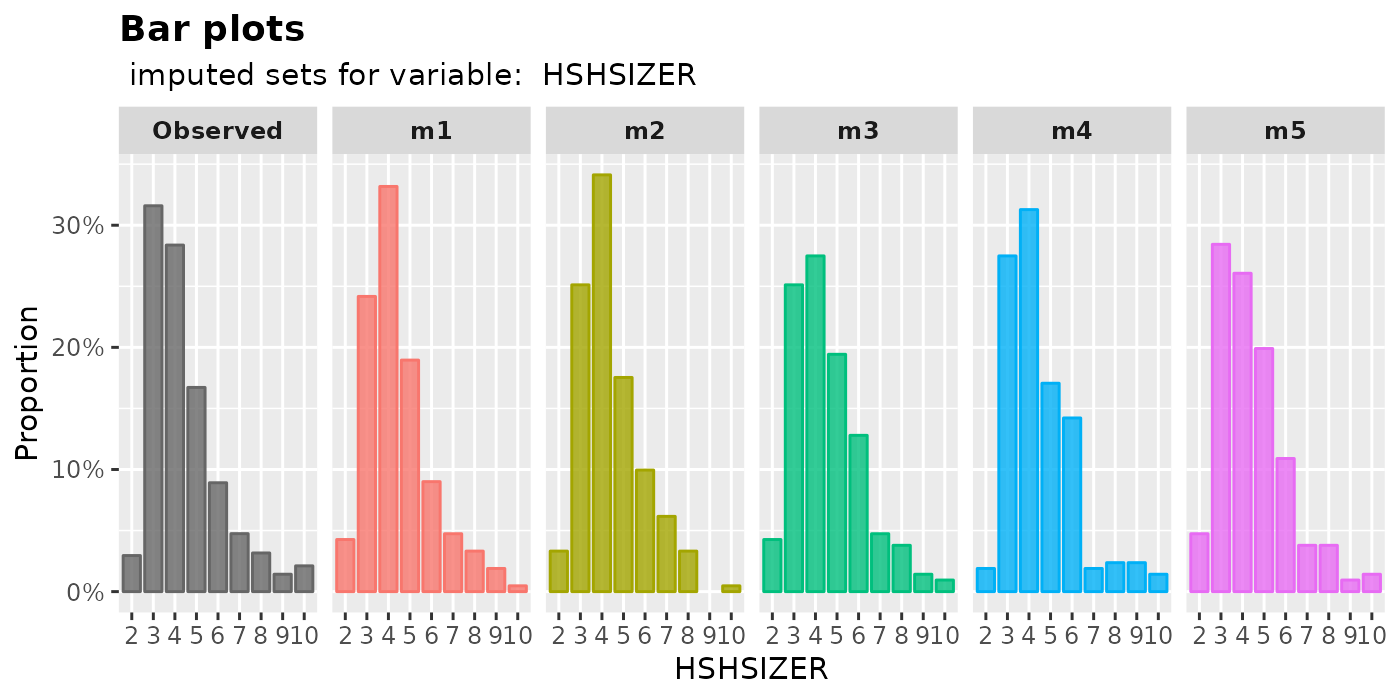 Bar plots
imputed sets for variable:  HSHSIZER
Observed m1 m2 m3 m4 m5
Proportion
30%
20%
10%
0%
2 3 4 5 6 7 8 9 10 2 3 4 5 6 7 8 9 10 2 3 4 5 6 7 8 9 10 2 3 4 5 6 7 8 9 10 2 3 4 5 6 7 8 9 10 2 3 4 5 6 7 8 9 10
HSHSIZER